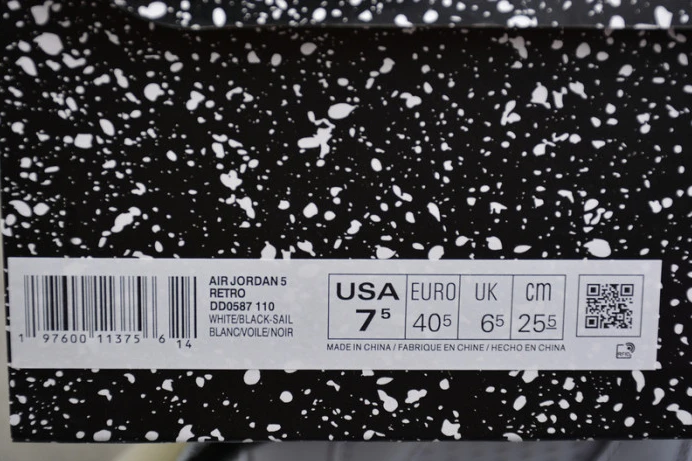 AIR JORDAN 5
RETRO
DD0587 110
WHITE/BLACK-SAIL
BLANC/VOILE/NOIR
1 97600 11375 6
14
USA EURO UK cm
7⁵ 40⁵ 6⁵ 25⁵
MADE IN CHINA / FABRIQUE EN CHINE / HECHO EN CHINA
RFID